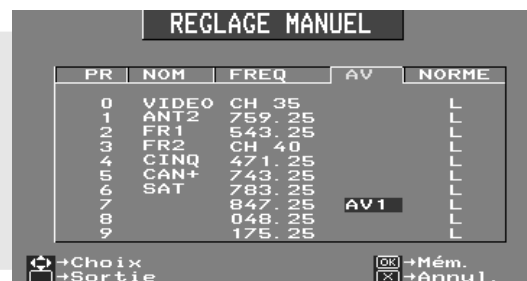 REGLAGE MANUEL
PR NOM FREQ AV NORME
0 VIDEO CH 35 L
1 ANT2 759.25 L
2 FR1 543.25 L
3 FR2 CH 40 L
4 CINQ 471.25 L
5 CAN+ 743.25 L
6 SAT 783.25 L
7 847.25 AV1 L
8 048.25 L
9 175.25 L
→Choix OK →Mém.
→Sortie X →Annul.